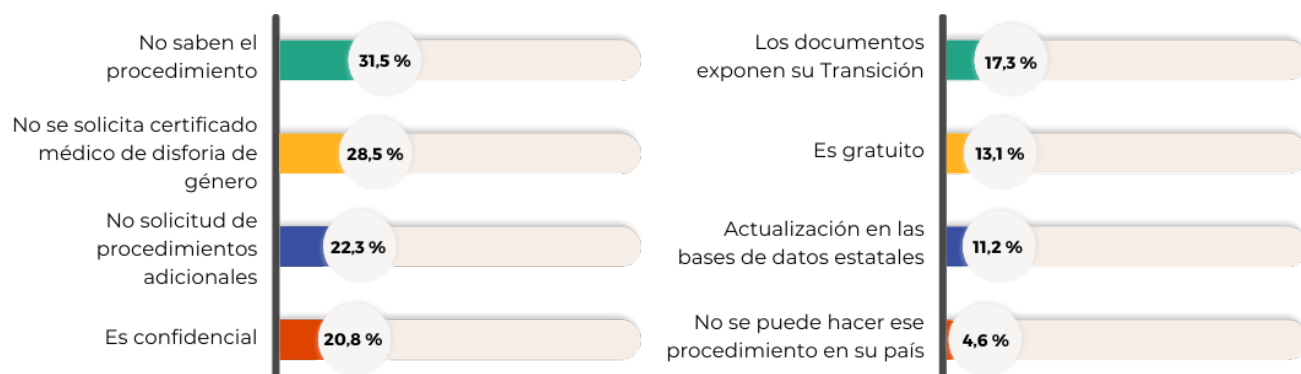 No saben el
procedimiento
31,5 %
No se solicita certificado
médico de disforia de
género
28,5 %
No solicitud de
procedimientos
adicionales
22,3 %
Es confidencial
20,8 %
Los documentos
exponen su Transición
17,3 %
Es gratuito
13,1 %
Actualización en las
bases de datos estatales
11,2 %
No se puede hacer ese
procedimiento en su país
4,6 %